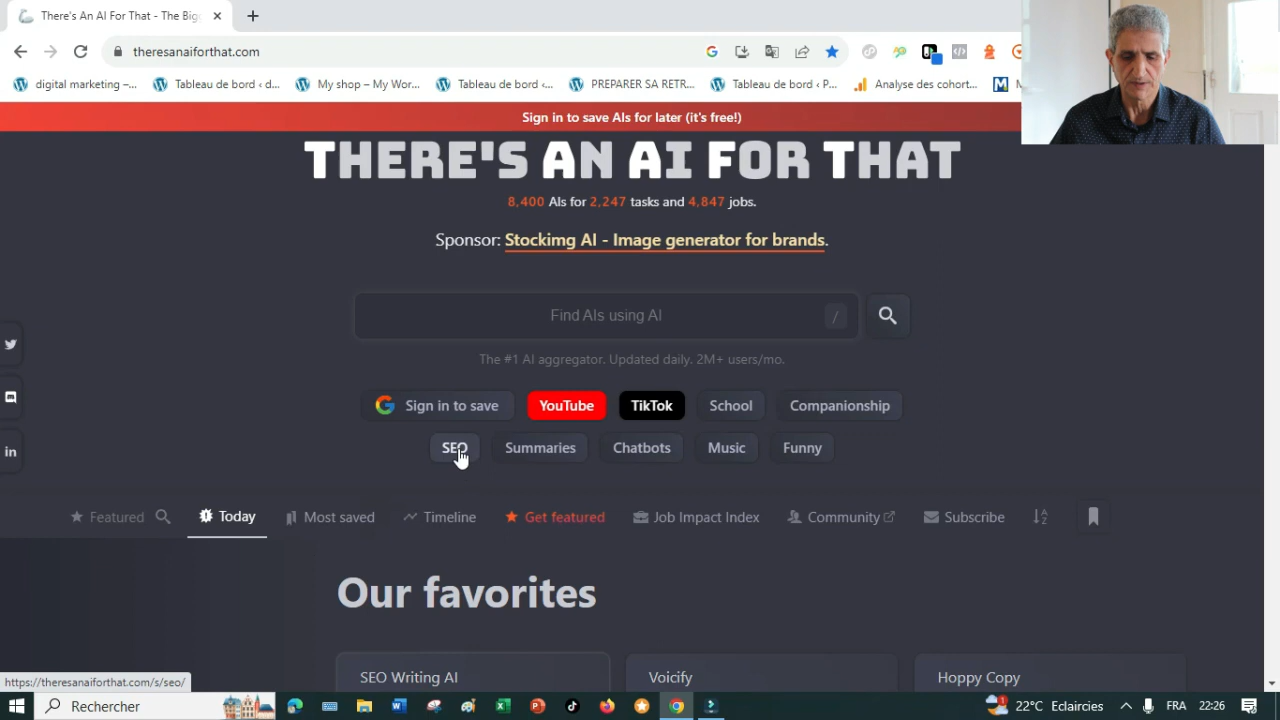 There's An AI For That - The Big
theresanaiforthat.com
digital marketing –...
Tableau de bord ‹ d...
My shop – My Wor...
Tableau de bord ‹...
PREPARER SA RETR...
Tableau de bord ‹ P...
Analyse des cohort...
Sign in to save AIs for later (it's free!)
THERE'S AN AI FOR THAT
8,400 AIs for 2,247 tasks and 4,847 jobs.
Sponsor: Stockimg AI - Image generator for brands.
Find AIs using AI /
The #1 AI aggregator. Updated daily. 2M+ users/mo.
Sign in to save YouTube TikTok School Companionship
SEO Summaries Chatbots Music Funny
Featured Today Most saved Timeline Get featured Job Impact Index Community Subscribe
Our favorites
SEO Writing AI Voicify Hoppy Copy
https://theresanaiforthat.com/s/seo/
Rechercher 22°C Eclaircies FRA 22:26